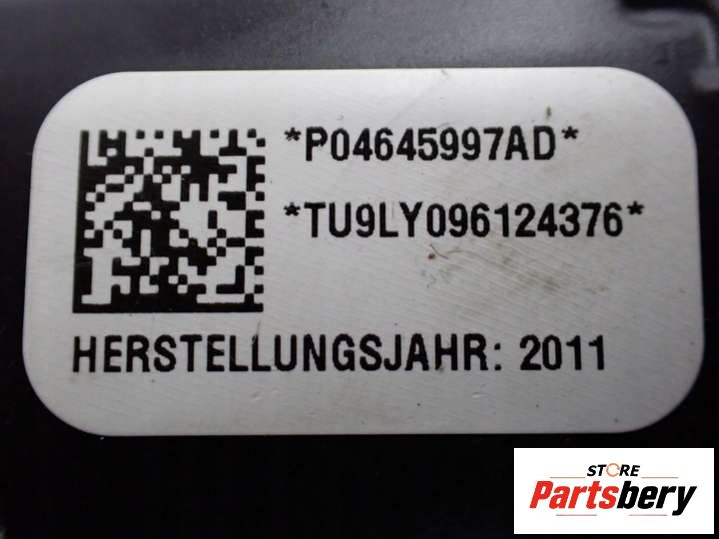 *P04645997AD*
*TU9LY096124376*
HERSTELLUNGSJAHR: 2011
STORE
Partsbery